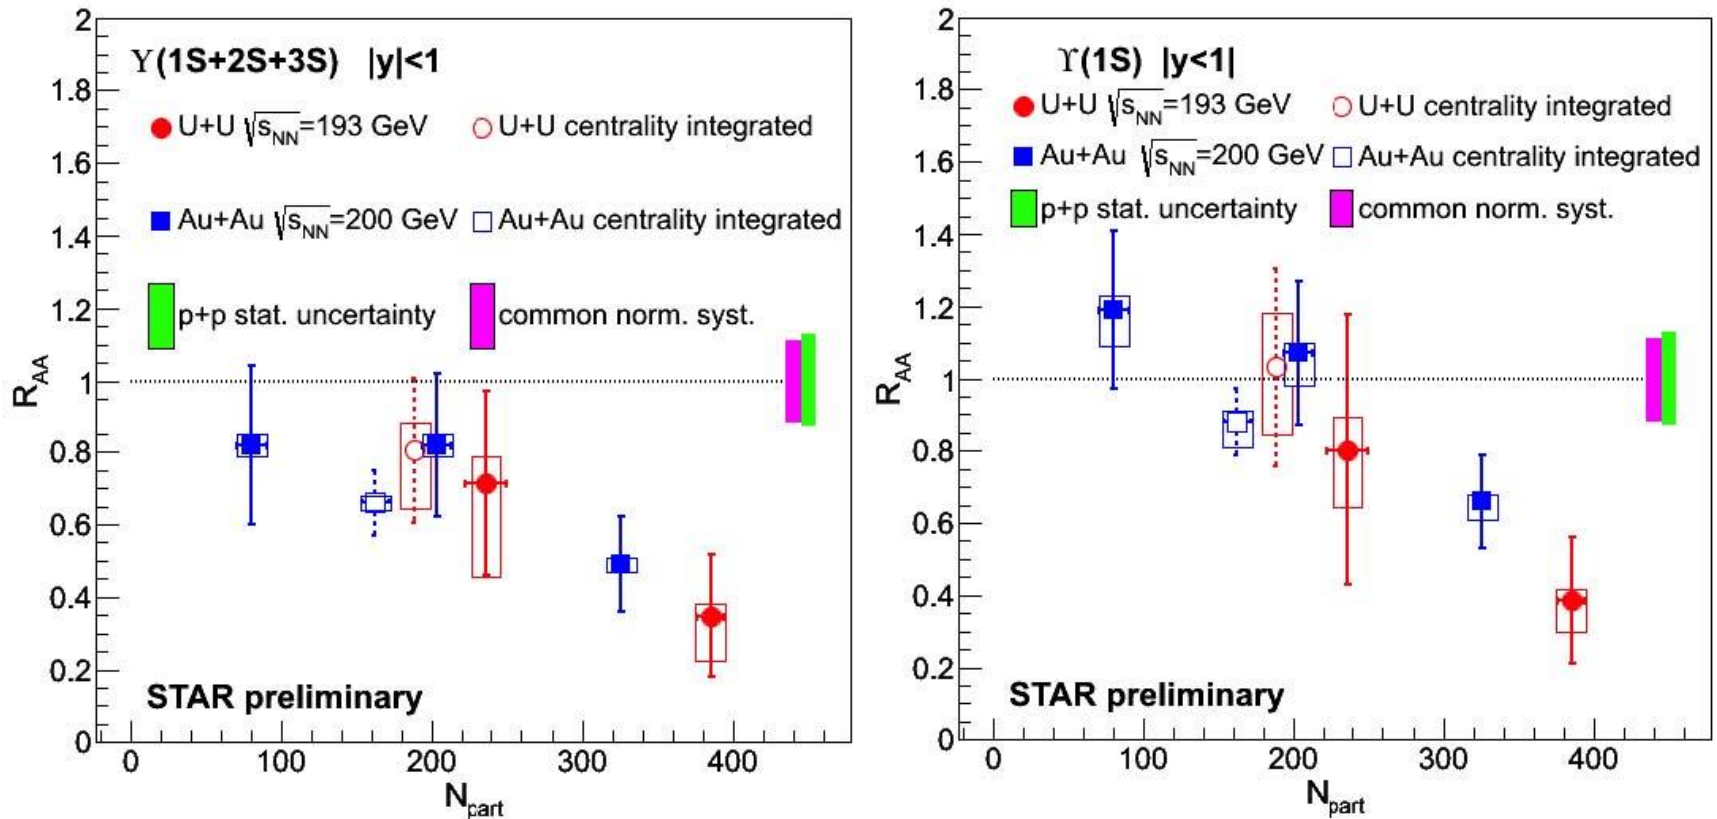 ϒ(1S+2S+3S) |y|<1
U+U √sNN=193 GeV
U+U centrality integrated
Au+Au √sNN=200 GeV
Au+Au centrality integrated
p+p stat. uncertainty
common norm. syst.
STAR preliminary
2
1.8
1.6
1.4
1.2
1
0.8
0.6
0.4
0.2
0
RAA
0 100 200 300 400
Npart
ϒ(1S) |y<1|
U+U √sNN=193 GeV
U+U centrality integrated
Au+Au √sNN=200 GeV
Au+Au centrality integrated
p+p stat. uncertainty
common norm. syst.
STAR preliminary
2
1.8
1.6
1.4
1.2
1
0.8
0.6
0.4
0.2
0
RAA
0 100 200 300 400
Npart